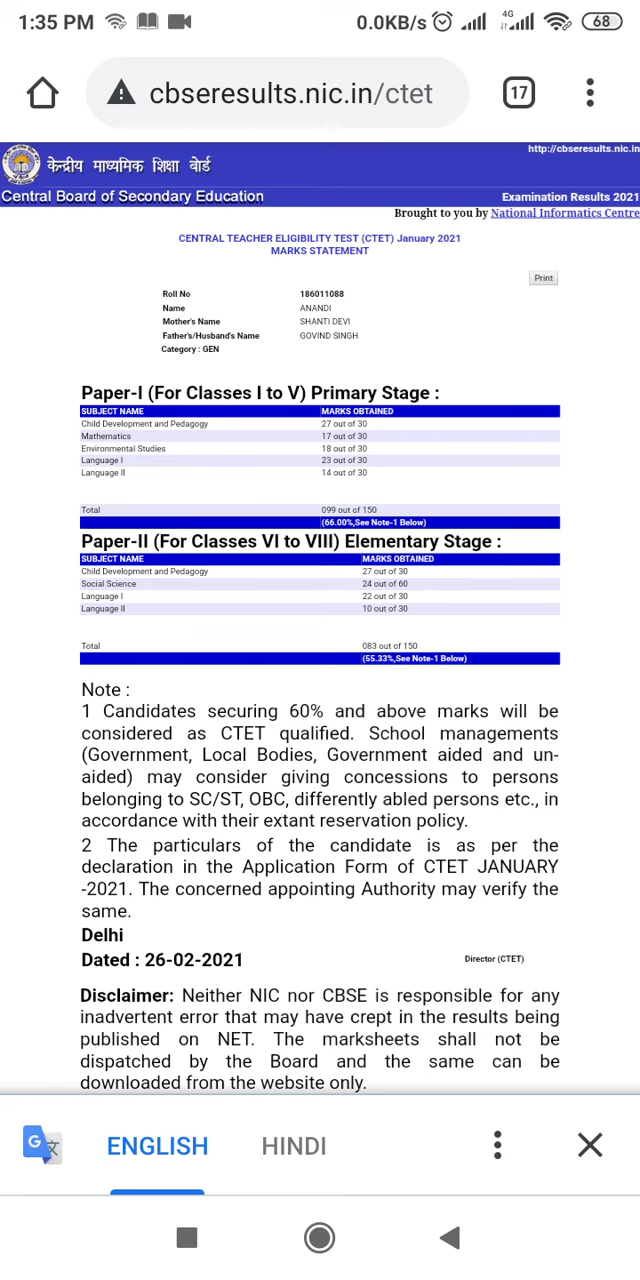 1:35 PM 0.0KB/s 4G 68
cbseresults.nic.in/ctet 17
केन्द्रीय माध्यमिक शिक्षा बोर्ड http://cbseresults.nic.in
Central Board of Secondary Education Examination Results 2021
Brought to you by National Informatics Centre
CENTRAL TEACHER ELIGIBILITY TEST (CTET) January 2021
MARKS STATEMENT
Print
Roll No 186011088
Name ANANDI
Mother's Name SHANTI DEVI
Father's/Husband's Name GOVIND SINGH
Category : GEN
Paper-I (For Classes I to V) Primary Stage :
SUBJECT NAME MARKS OBTAINED
Child Development and Pedagogy 27 out of 30
Mathematics 17 out of 30
Environmental Studies 18 out of 30
Language I 23 out of 30
Language II 14 out of 30
Total 099 out of 150
(66.00%,See Note-1 Below)
Paper-II (For Classes VI to VIII) Elementary Stage :
SUBJECT NAME MARKS OBTAINED
Child Development and Pedagogy 27 out of 30
Social Science 24 out of 60
Language I 22 out of 30
Language II 10 out of 30
Total 083 out of 150
(55.33%,See Note-1 Below)
Note :
1 Candidates securing 60% and above marks will be
considered as CTET qualified. School managements
(Government, Local Bodies, Government aided and un-
aided) may consider giving concessions to persons
belonging to SC/ST, OBC, differently abled persons etc., in
accordance with their extant reservation policy.
2 The particulars of the candidate is as per the
declaration in the Application Form of CTET JANUARY
-2021. The concerned appointing Authority may verify the
same.
Delhi
Dated : 26-02-2021 Director (CTET)
Disclaimer: Neither NIC nor CBSE is responsible for any
inadvertent error that may have crept in the results being
published on NET. The marksheets shall not be
dispatched by the Board and the same can be
downloaded from the website only.
G 文 ENGLISH HINDI